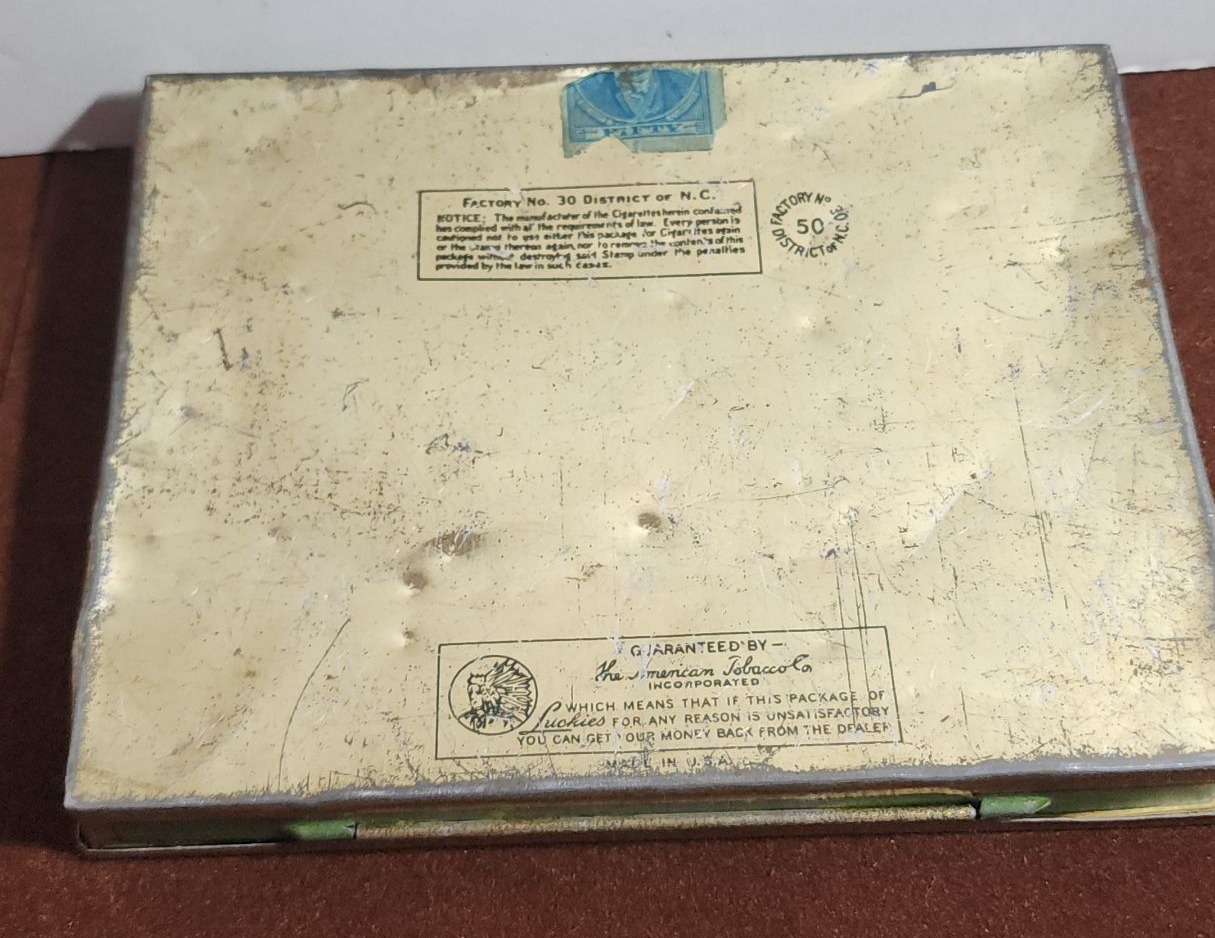 FIFTY
FACTORY No. 30 DISTRICT OF N.C.
NOTICE: The manufacturer of the Cigarettes herein contained
has complied with all the requirements of law. Every person is
cautioned not to use either this package for Cigarettes again
or the Stamp thereon again, nor to remove the contents of this
package without destroying said Stamp under the penalties
provided by the law in such cases.
FACTORY No
50
DISTRICT OF N.C.
GUARANTEED BY —
The American Tobacco Co
INCORPORATED
WHICH MEANS THAT IF THIS PACKAGE OF
Luckies FOR ANY REASON IS UNSATISFACTORY
YOU CAN GET YOUR MONEY BACK FROM THE DEALER
MADE IN U.S.A.